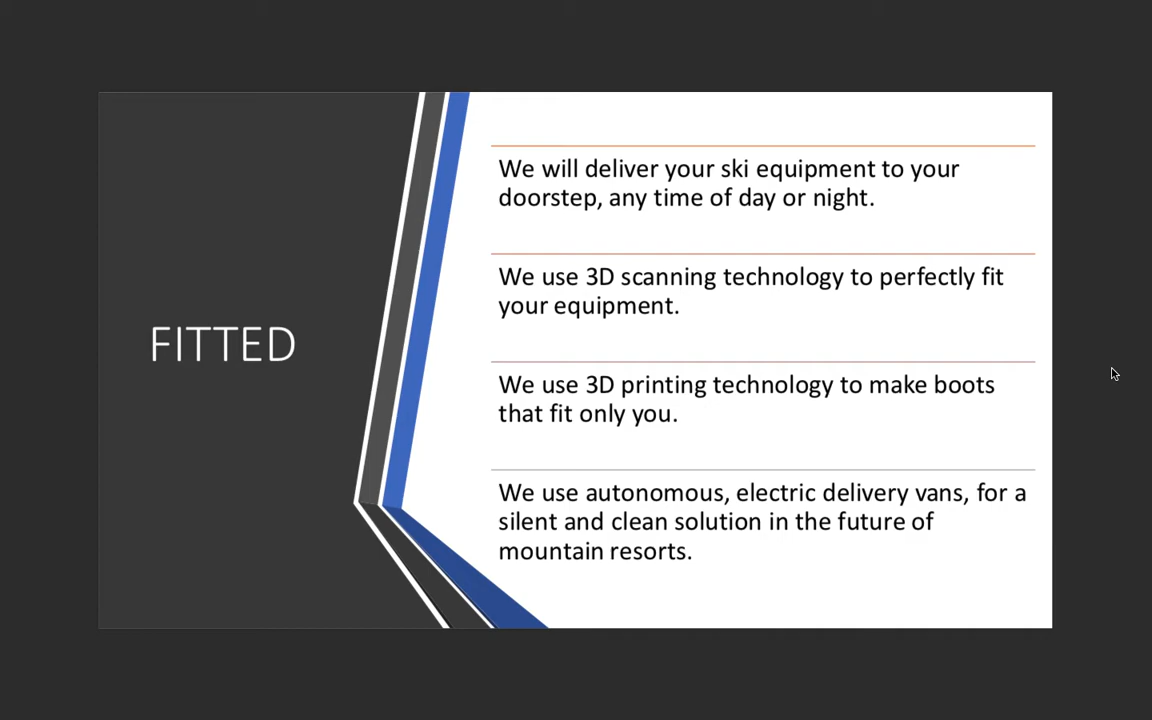 FITTED
We will deliver your ski equipment to your
doorstep, any time of day or night.
We use 3D scanning technology to perfectly fit
your equipment.
We use 3D printing technology to make boots
that fit only you.
We use autonomous, electric delivery vans, for a
silent and clean solution in the future of
mountain resorts.